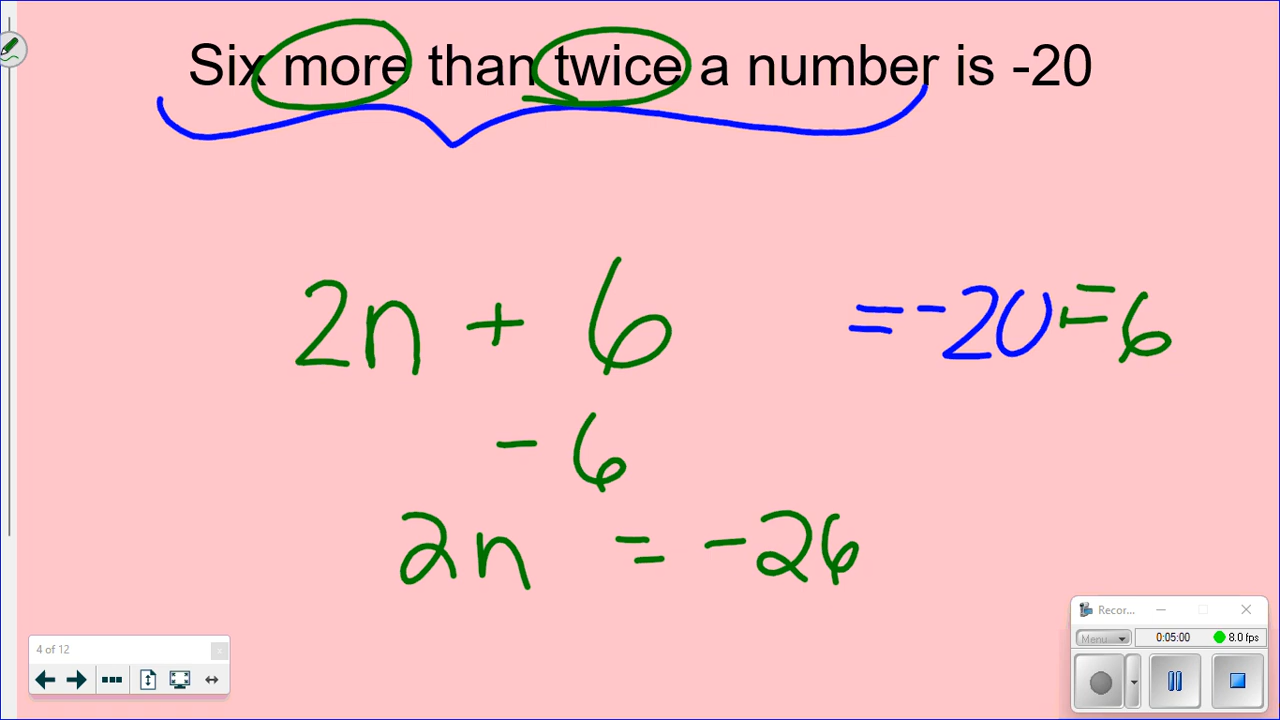 Six more than twice a number is -20
2n + 6 = -20 + -6
- 6
2n = -26
4 of 12
Recor...
Menu
0:05:00
8.0 fps